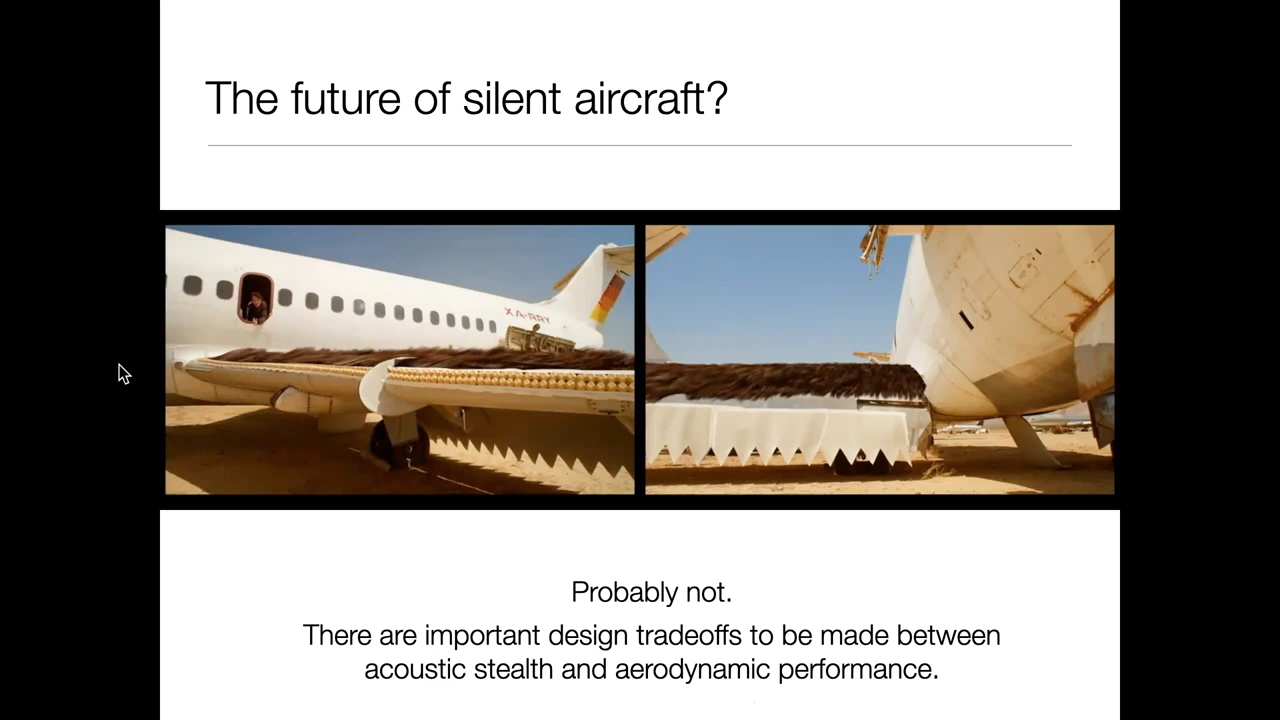 The future of silent aircraft?
XA-RRY
Probably not.
There are important design tradeoffs to be made between
acoustic stealth and aerodynamic performance.